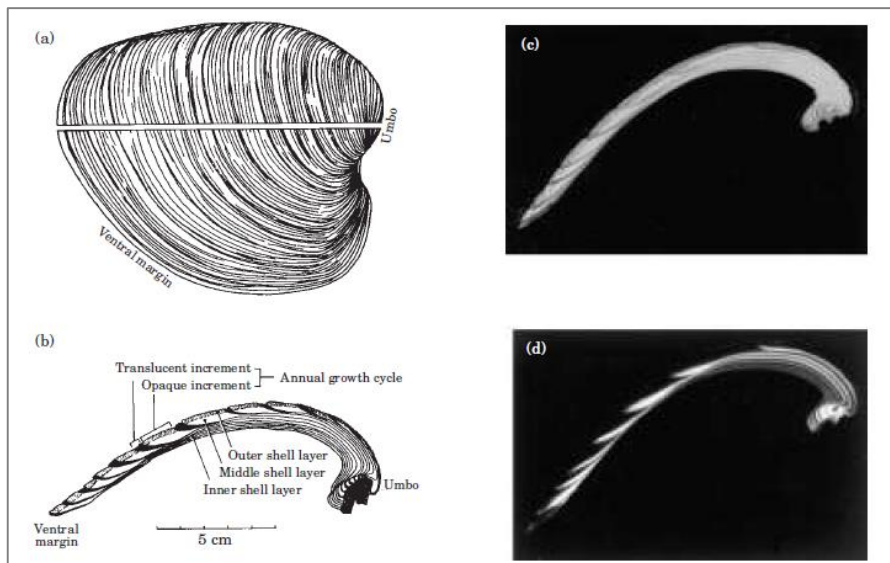 (a)
Umbo
Ventral margin
(b)
Translucent increment
Opaque increment
Annual growth cycle
Outer shell layer
Middle shell layer
Inner shell layer
Umbo
Ventral
margin
5 cm
(c)
(d)